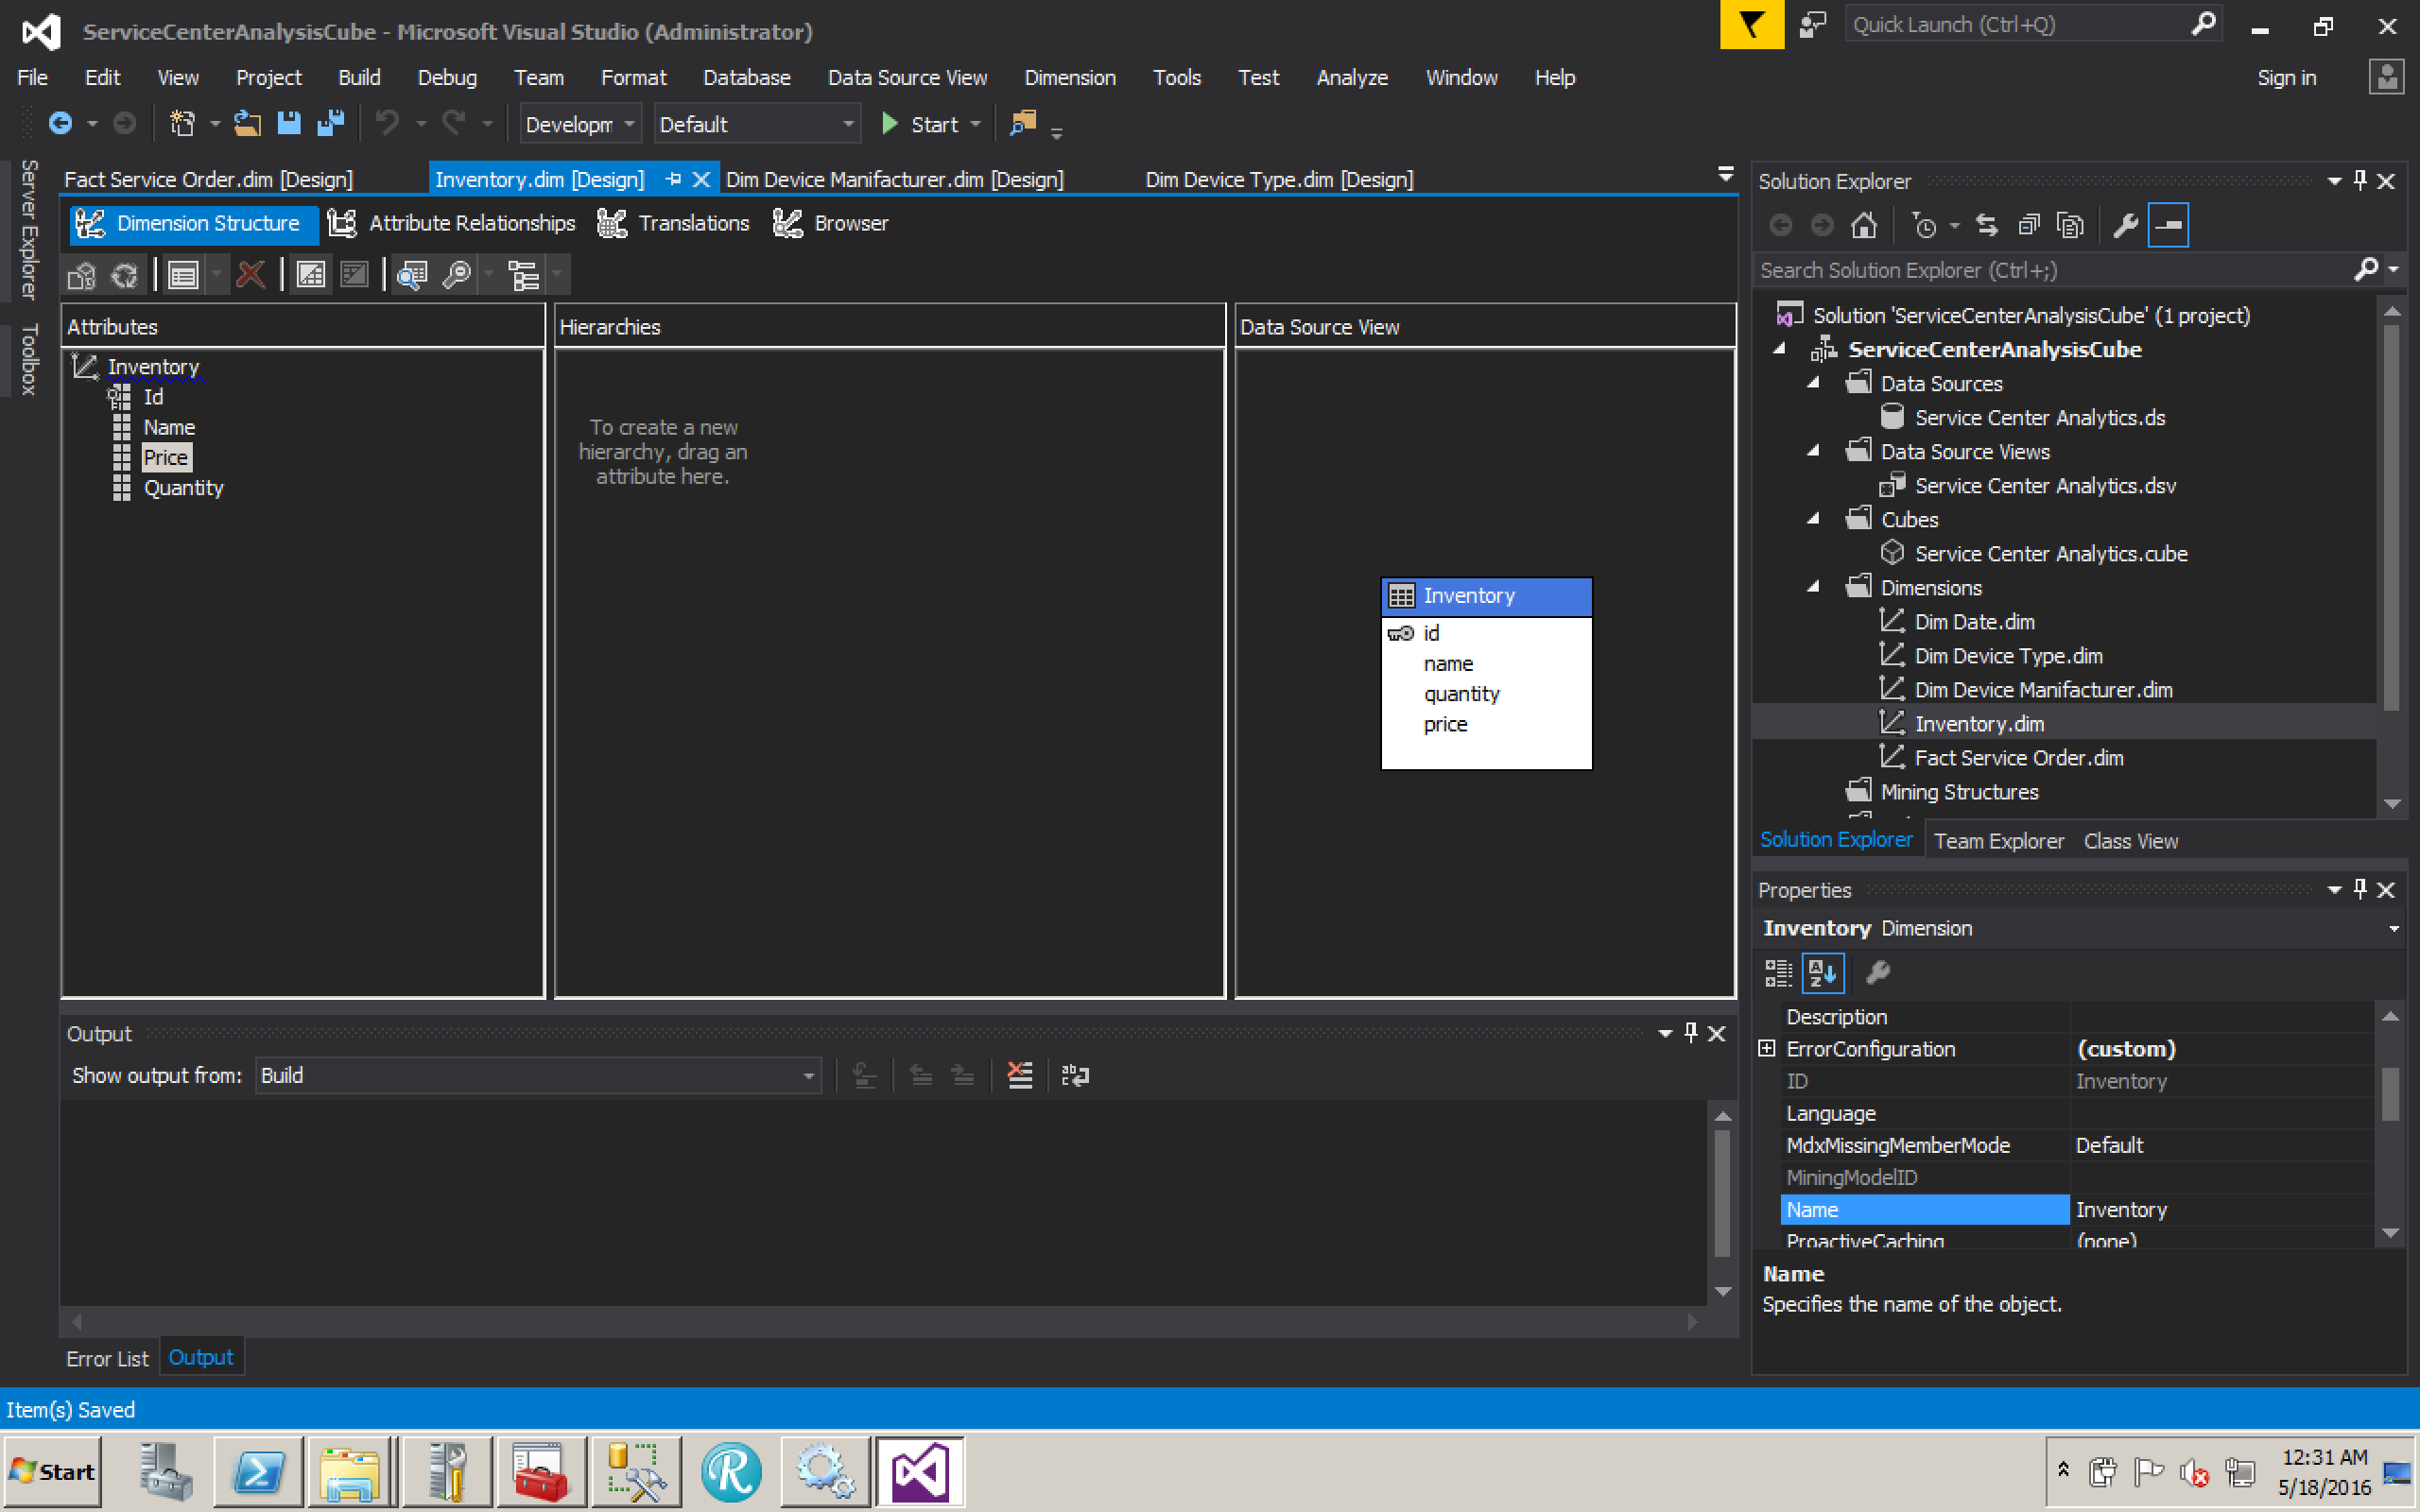 ServiceCenterAnalysisCube - Microsoft Visual Studio (Administrator)
Quick Launch (Ctrl+Q)
File Edit View Project Build Debug Team Format Database Data Source View Dimension Tools Test Analyze Window Help
Sign in
Developm Default Start
Server Explorer
Toolbox
Fact Service Order.dim [Design] Inventory.dim [Design] Dim Device Manifacturer.dim [Design] Dim Device Type.dim [Design]
Dimension Structure Attribute Relationships Translations Browser
Attributes
Inventory
Id
Name
Price
Quantity
Hierarchies
To create a new
hierarchy, drag an
attribute here.
Data Source View
Inventory
id
name
quantity
price
Output
Show output from: Build
Error List Output
Solution Explorer
Search Solution Explorer (Ctrl+;)
Solution 'ServiceCenterAnalysisCube' (1 project)
ServiceCenterAnalysisCube
Data Sources
Service Center Analytics.ds
Data Source Views
Service Center Analytics.dsv
Cubes
Service Center Analytics.cube
Dimensions
Dim Date.dim
Dim Device Type.dim
Dim Device Manifacturer.dim
Inventory.dim
Fact Service Order.dim
Mining Structures
Solution Explorer Team Explorer Class View
Properties
Inventory Dimension
Description
ErrorConfiguration (custom)
ID Inventory
Language
MdxMissingMemberMode Default
MiningModelID
Name Inventory
ProactiveCaching (none)
Name
Specifies the name of the object.
Item(s) Saved
Start
12:31 AM
5/18/2016